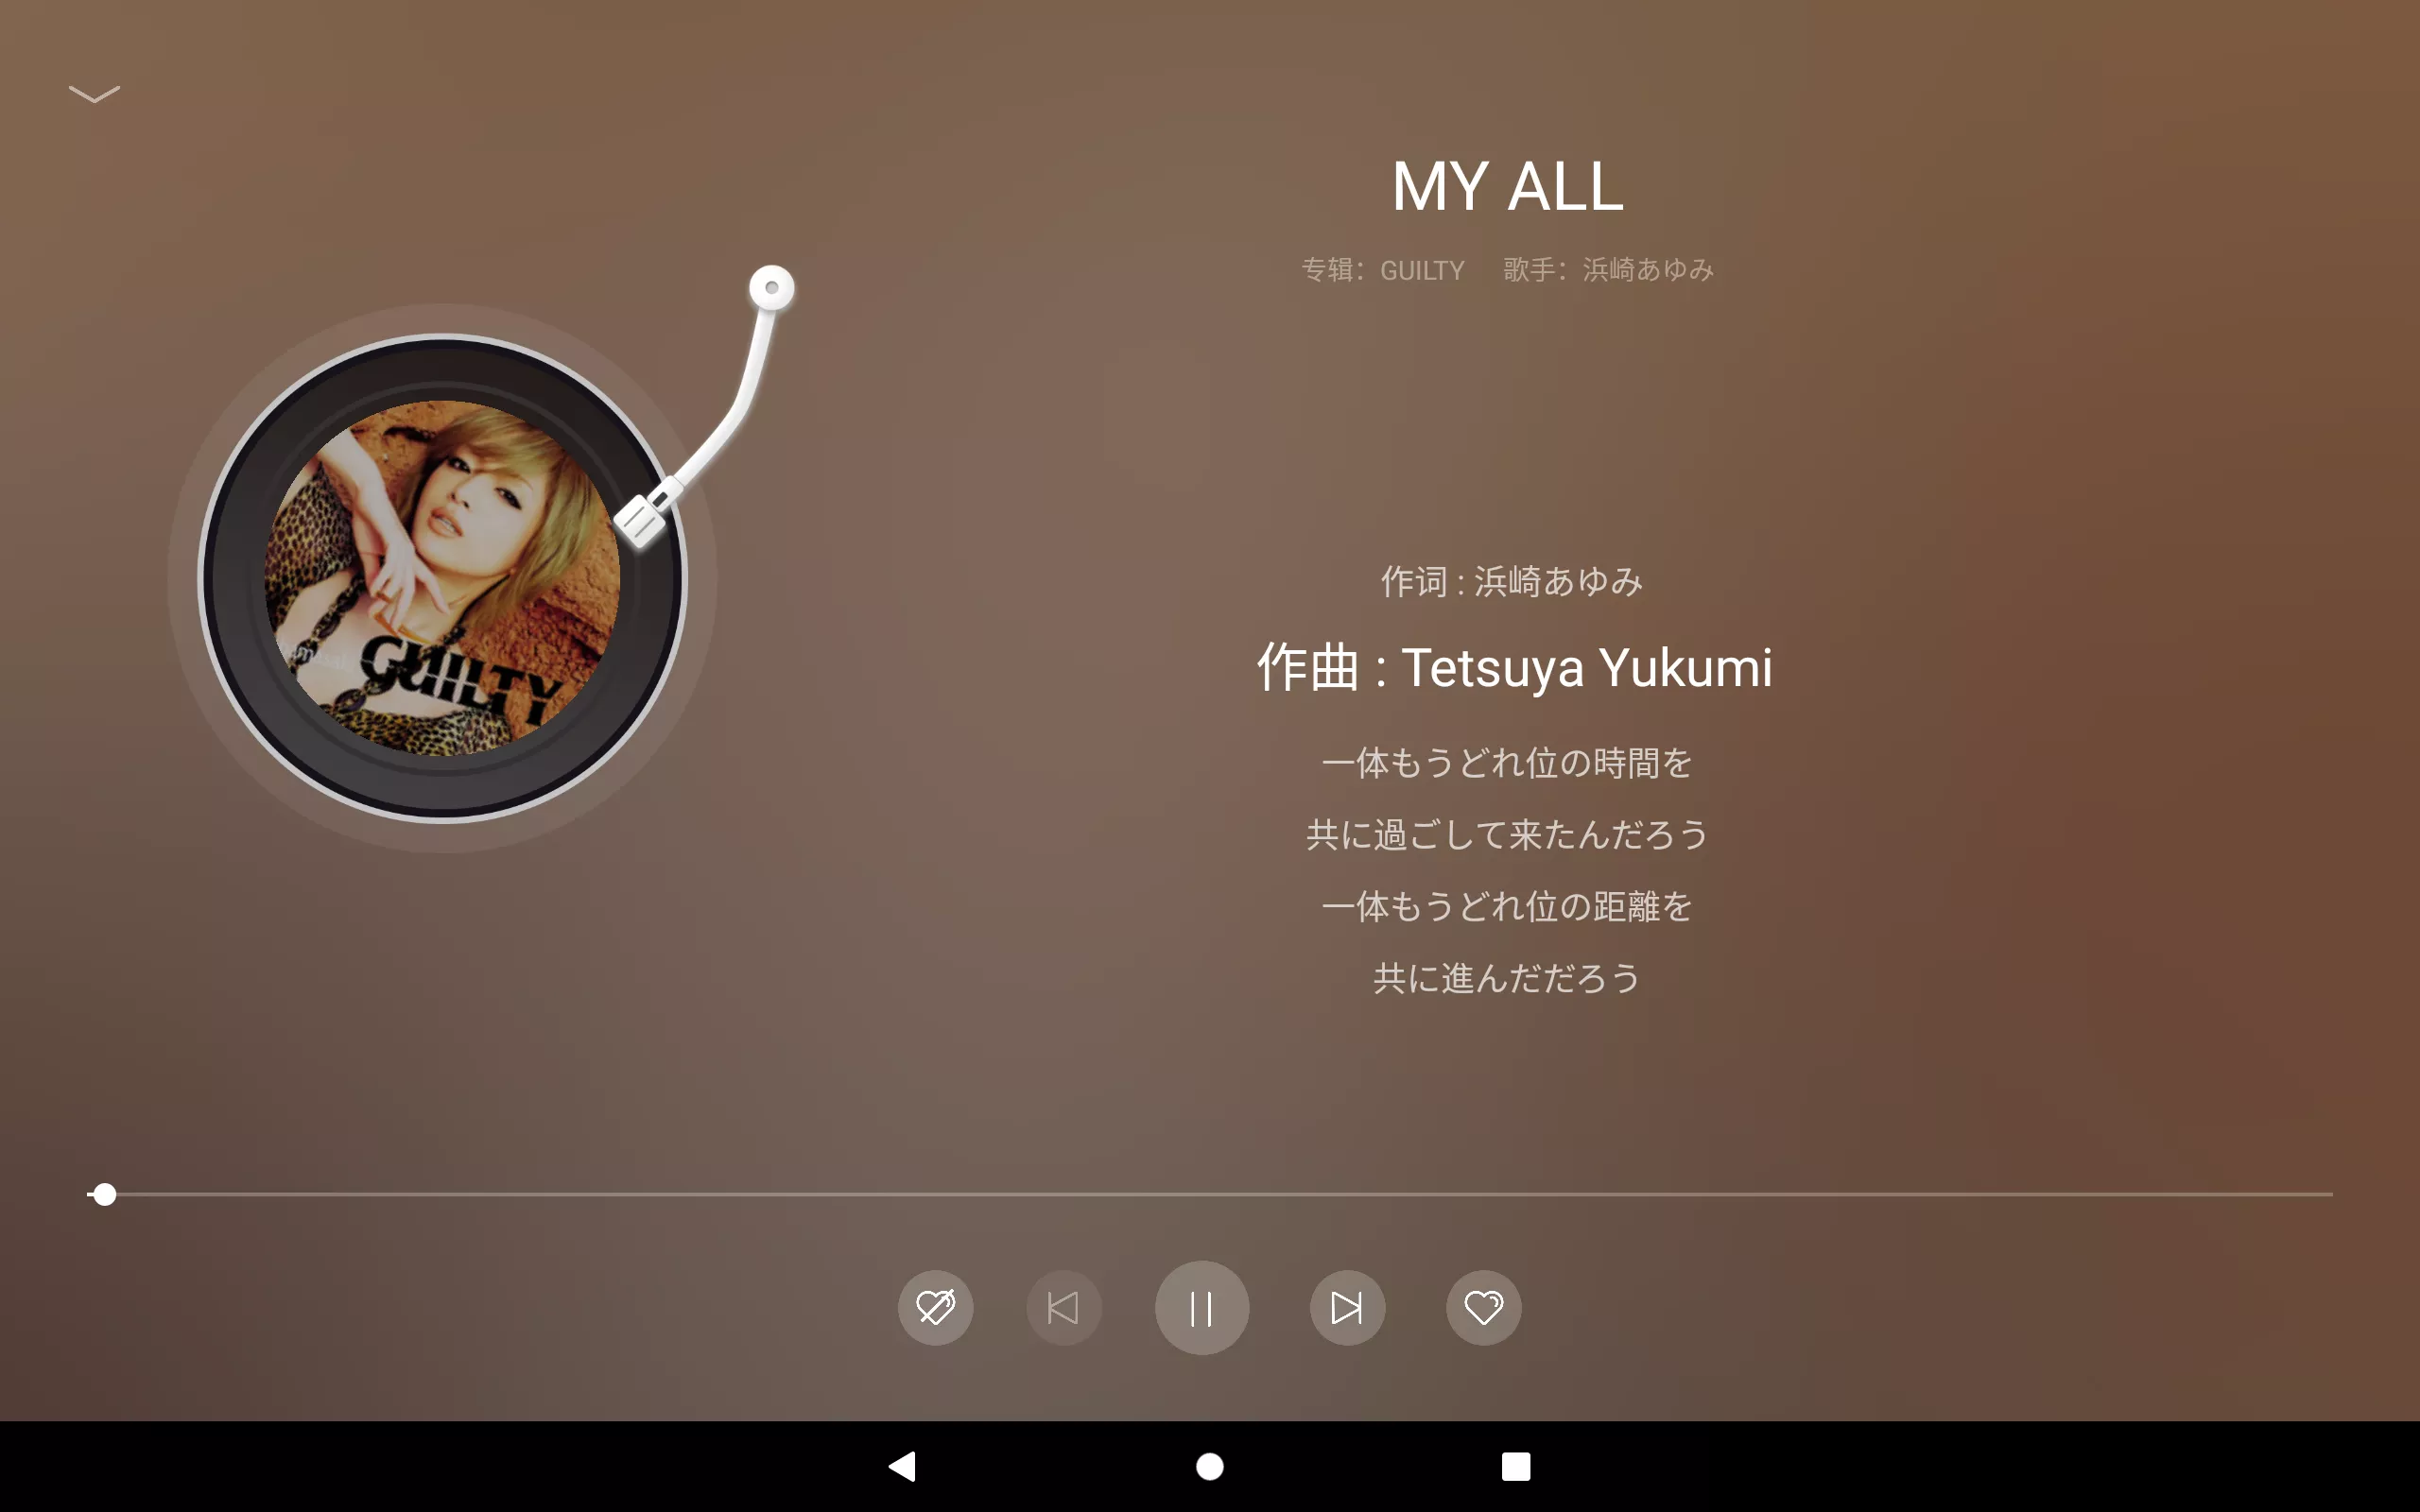 MY ALL
专辑：GUILTY 歌手：浜崎あゆみ
GUILTY
作词 : 浜崎あゆみ
作曲 : Tetsuya Yukumi
一体もうどれ位の時間を
共に過ごして来たんだろう
一体もうどれ位の距離を
共に進んだだろう